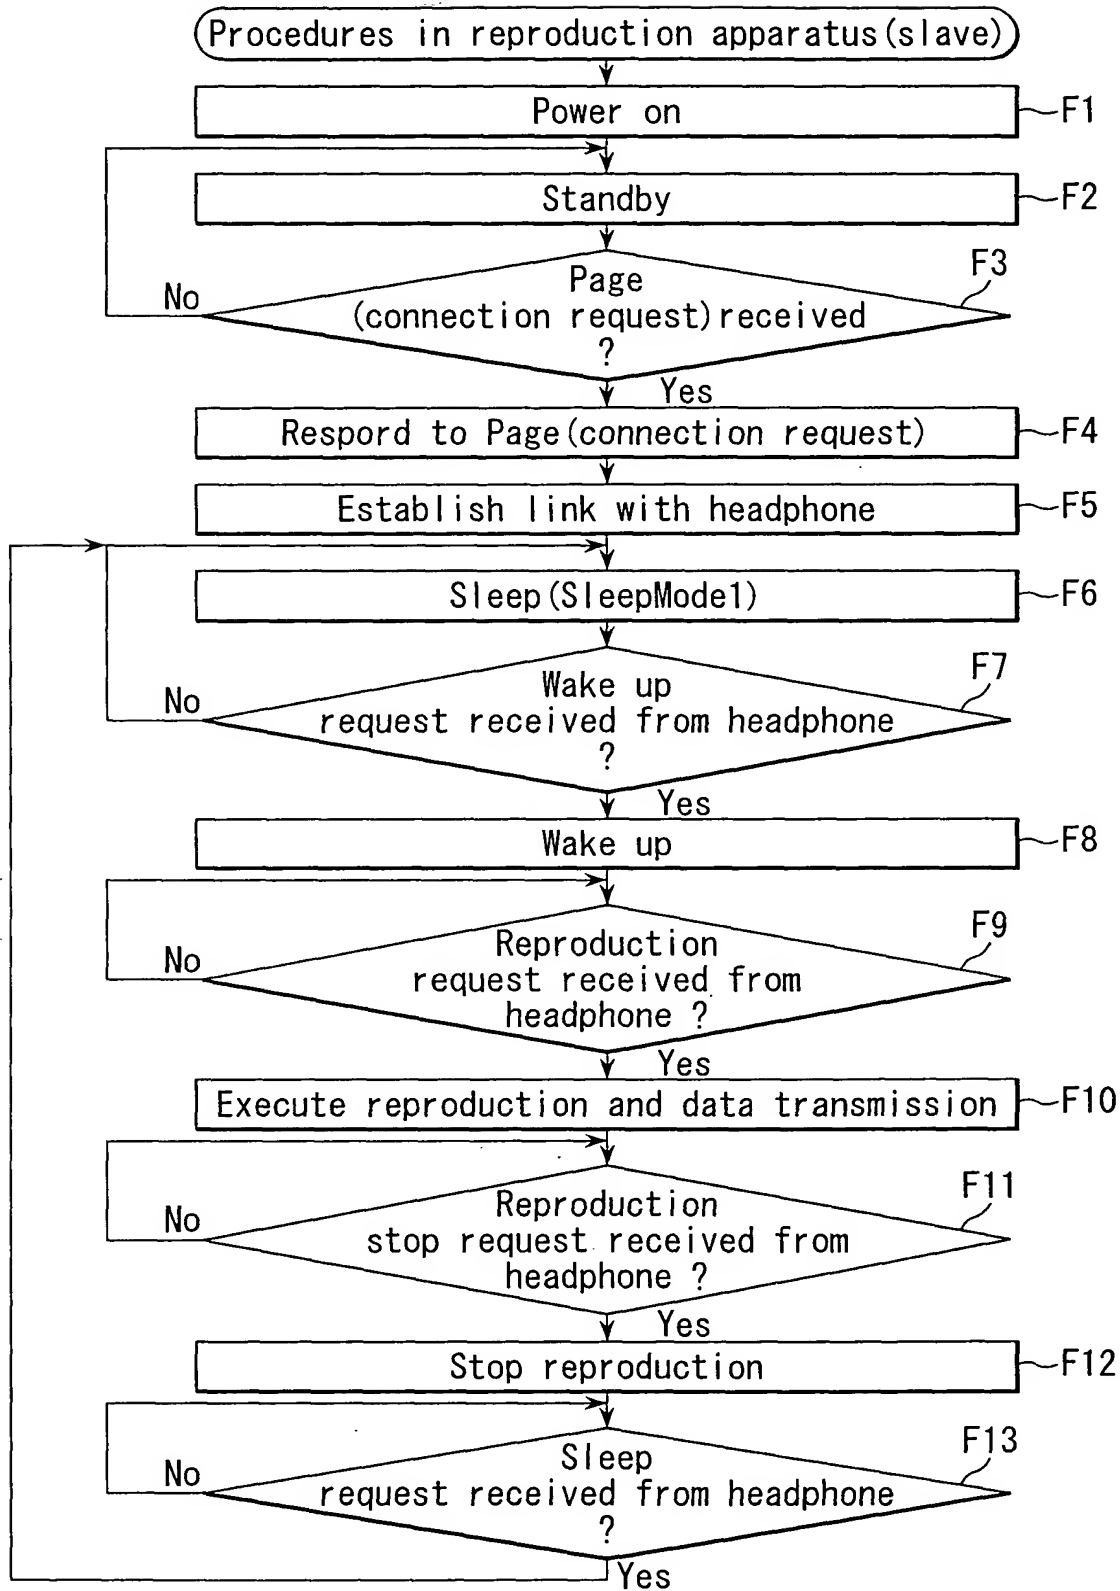 Procedures in reproduction apparatus(slave)
Power on
F1
Standby
F2
F3
Page
(connection request)received
?
No
Yes
Respord to Page(connection request)
F4
Establish link with headphone
F5
Sleep(SleepMode1)
F6
F7
Wake up
request received from headphone
?
No
Yes
Wake up
F8
F9
Reproduction
request received from
headphone ?
No
Yes
Execute reproduction and data transmission
F10
F11
Reproduction
stop request received from
headphone ?
No
Yes
Stop reproduction
F12
F13
Sleep
request received from headphone
?
No
Yes